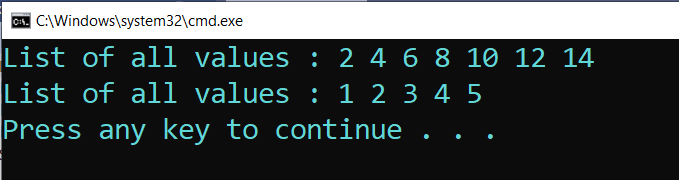 C:\Windows\system32\cmd.exe
List of all values : 2 4 6 8 10 12 14
List of all values : 1 2 3 4 5
Press any key to continue . . .